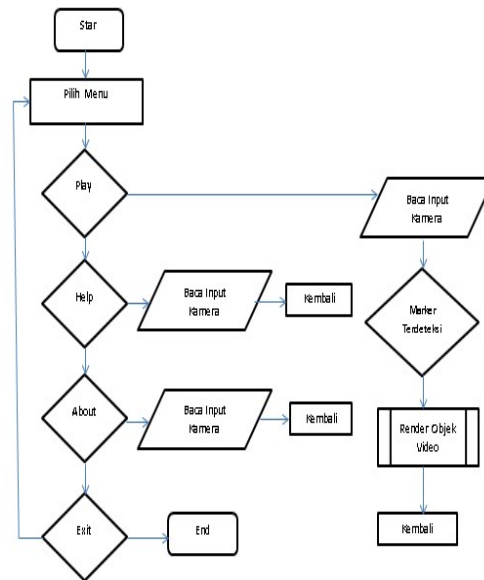 Star
Pilih Menu
Play
Baca Input
Kamera
Help
Baca Input
Kamera
Kembali
Marker
Terdeteksi
About
Baca Input
Kamera
Kembali
Render Objek
Video
Exit
End
Kembali